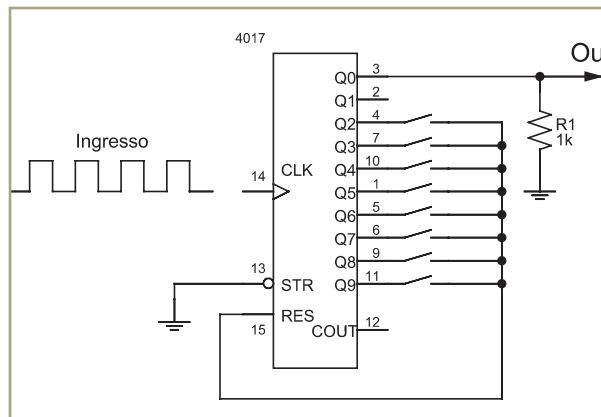 4017
Ou
Q0 3
Q1 2
Q2 4
Q3 7
Q4 10
Q5 1
Q6 5
Q7 6
Q8 9
Q9 11
COUT 12
Ingresso
14 CLK
13 STR
15 RES
R1
1k